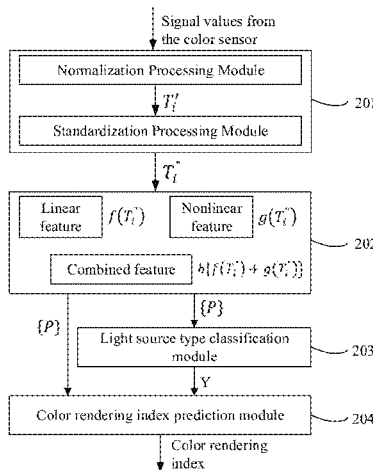 Signal values from
the color sensor
Normalization Processing Module
T_i'
Standardization Processing Module
201
T_i^*
Linear
feature
f(T_i^*)
Nonlinear
feature
g(T_i^*)
202
Combined feature
h{f(T_i^*) + g(T_i^*)}
{P}
{P}
Light source type classification
module
203
Y
Color rendering index prediction module
204
Color rendering
index